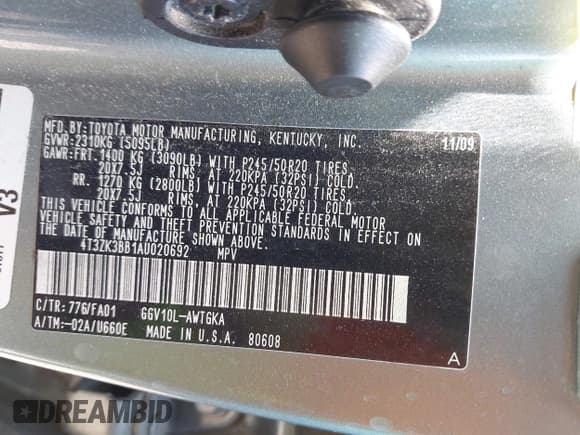 MFD.BY:TOYOTA MOTOR MANUFACTURING, KENTUCKY, INC. 11/09
GVWR:2310KG (5095LB)
GAWR:FRT.1400 KG (3090LB) WITH P245/50R20 TIRES,
20X7.5J RIMS, AT 220KPA (32PSI) COLD.
RR. 1270 KG (2800LB) WITH P245/50R20 TIRES,
20X7.5J RIMS, AT 220KPA (32PSI) COLD.
THIS VEHICLE CONFORMS TO ALL APPLICABLE FEDERAL MOTOR
VEHICLE SAFETY AND THEFT PREVENTION STANDARDS IN EFFECT ON
THE DATE OF MANUFACTURE SHOWN ABOVE.
4T3ZK3BB1AU020692 MPV
C/TR:776/FA01 GGV10L-AWTGKA
A/TM:-02A/U660E MADE IN U.S.A. 80608
A
V3
DREAMBID